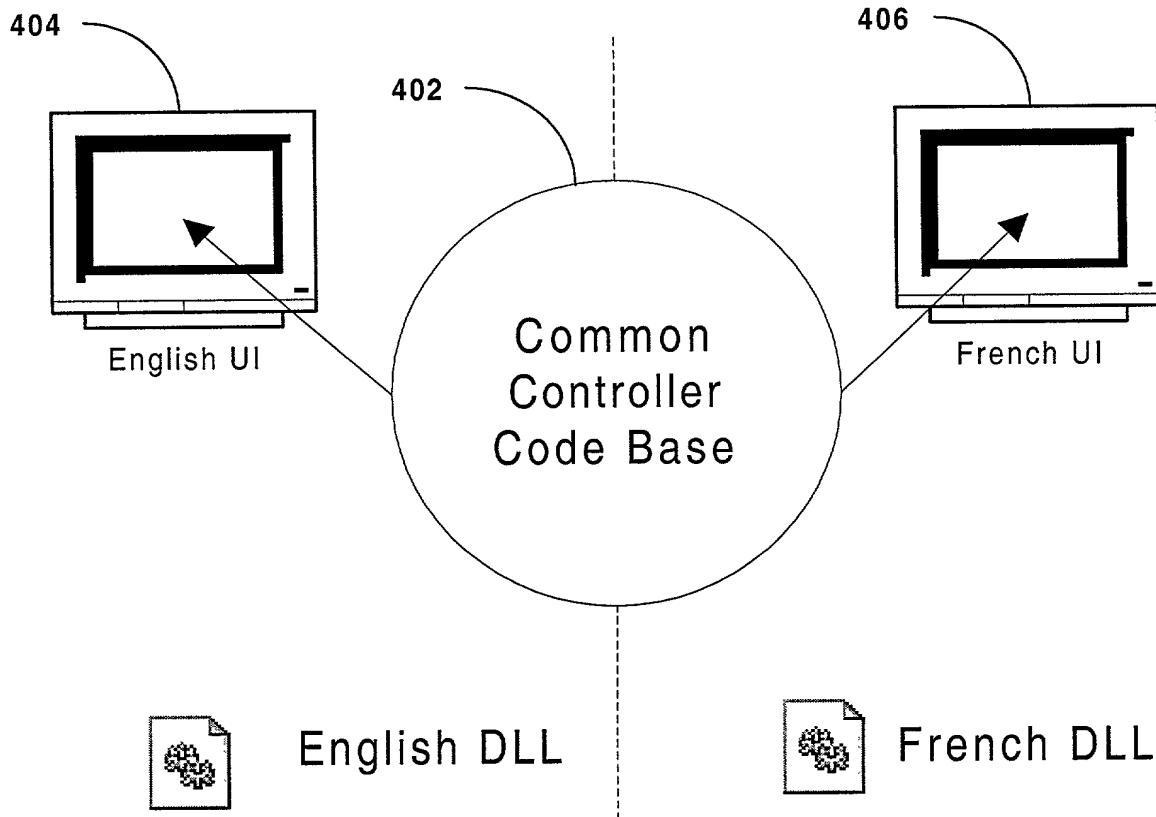 404
406
402
English UI
French UI
Common
Controller
Code Base
English DLL
French DLL